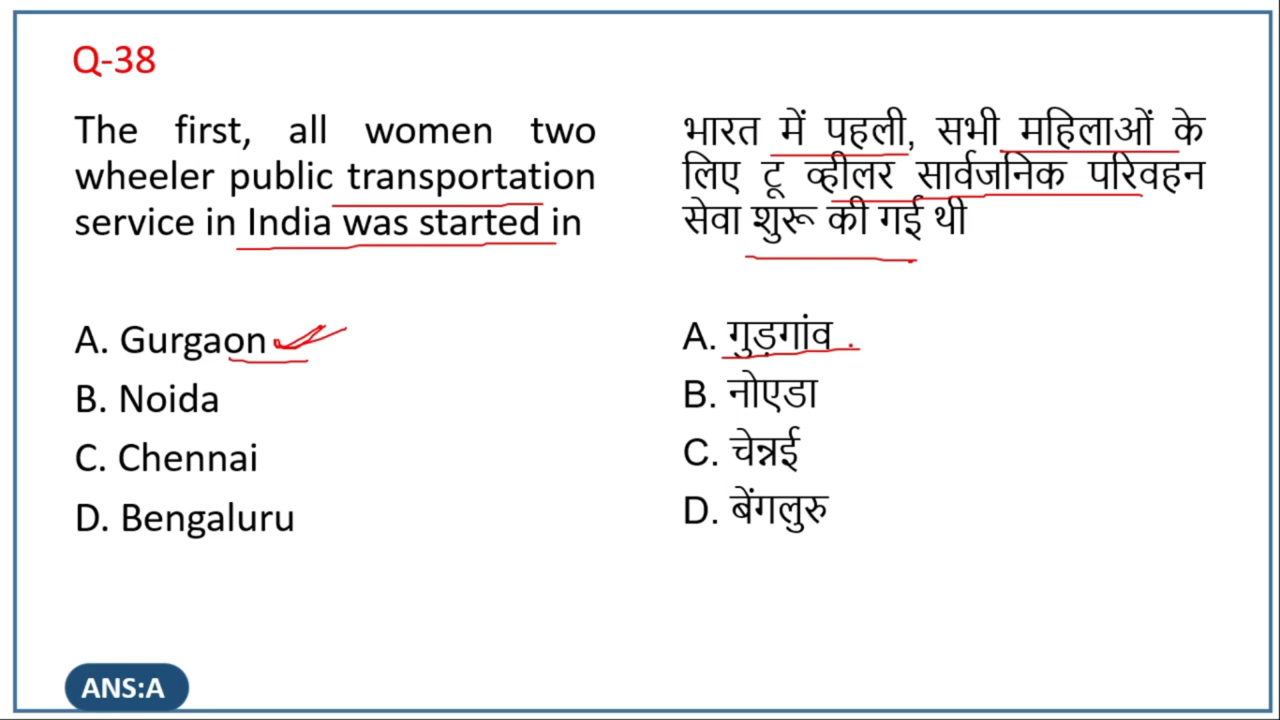 Q-38
The first, all women two
wheeler public transportation
service in India was started in
A. Gurgaon
B. Noida
C. Chennai
D. Bengaluru
भारत में पहली, सभी महिलाओं के
लिए टू व्हीलर सार्वजनिक परिवहन
सेवा शुरू की गई थी
A. गुड़गांव
B. नोएडा
C. चेन्नई
D. बेंगलुरु
ANS:A